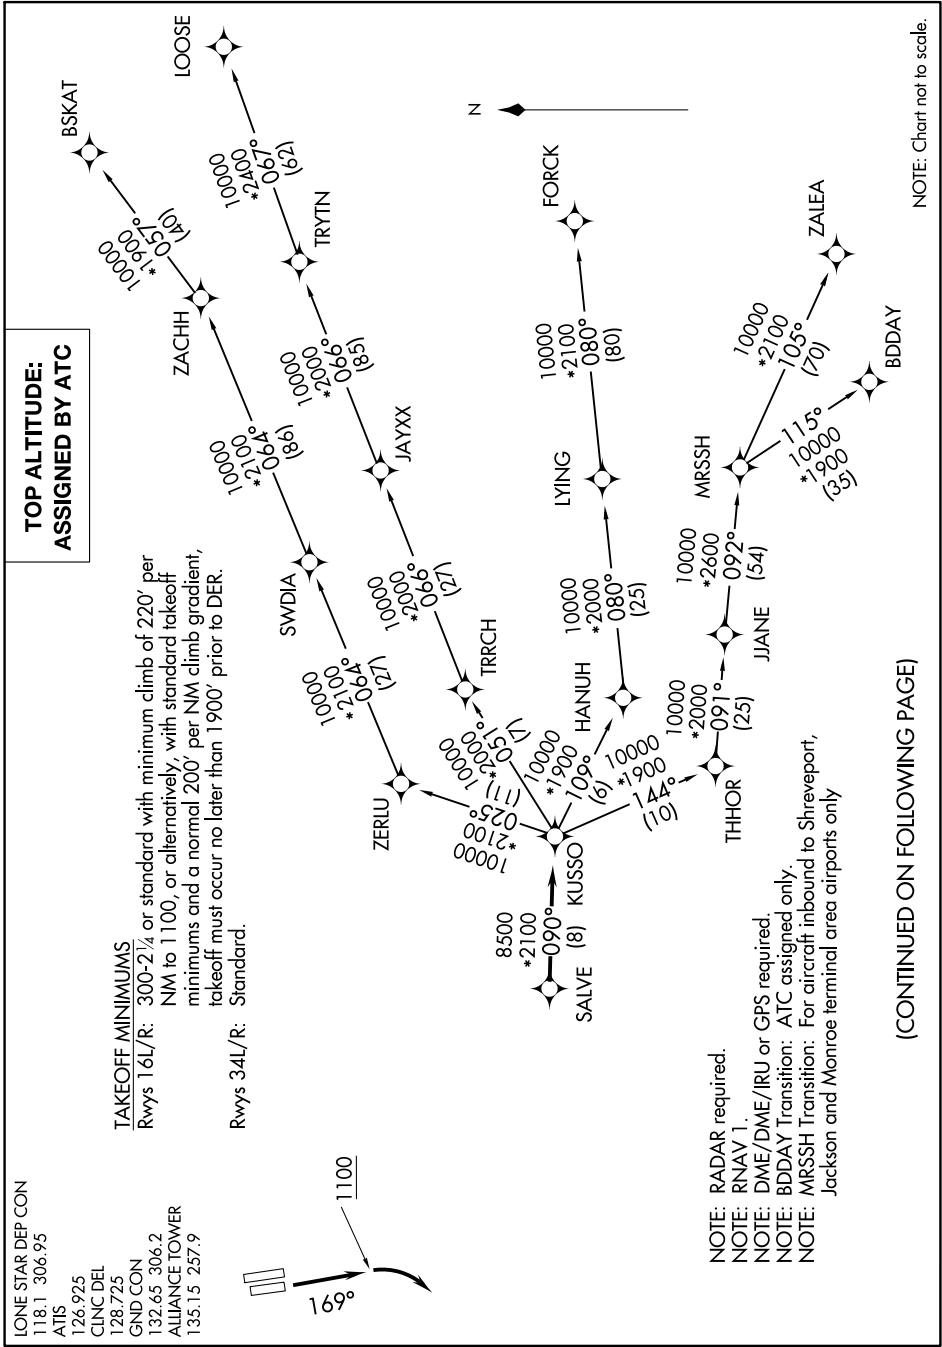 LONE STAR DEP CON
118.1 306.95
ATIS
126.925
CLNC DEL
128.725
GND CON
132.65 306.2
ALLIANCE TOWER
135.15 257.9
TOP ALTITUDE:
ASSIGNED BY ATC
TAKEOFF MINIMUMS
Rwys 16L/R: 300-2¼ or standard with minimum climb of 220' per
NM to 1100, or alternatively, with standard takeoff
minimums and a normal 200' per NM climb gradient,
takeoff must occur no later than 1900' prior to DER.
Rwys 34L/R: Standard.
169°
1100
SALVE
8500
*2100
090°
(8)
KUSSO
10000
*2100
025°
(11)
ZERLU
10000
*2100
064°
(27)
SWDIA
10000
*2100
064°
(86)
ZACHH
10000
*1900
057°
(40)
BSKAT
10000
*2000
051°
(7)
TRRCH
10000
*2000
066°
(27)
JAYXX
10000
*2000
066°
(85)
TRYTN
10000
*2400
067°
(62)
LOOSE
N
10000
*1900
109°
(6)
HANUH
10000
*2000
080°
(25)
LYING
10000
*2100
080°
(80)
FORCK
10000
*1900
144°
(10)
THHOR
10000
*2000
091°
(25)
JJANE
10000
*2600
092°
(54)
MRSSH
10000
*2100
105°
(70)
ZALEA
115°
10000
*1900
(35)
BDDAY
NOTE: RADAR required.
NOTE: RNAV 1.
NOTE: DME/DME/IRU or GPS required.
NOTE: BDDAY Transition: ATC assigned only.
NOTE: MRSSH Transition: For aircraft inbound to Shreveport,
Jackson and Monroe terminal area airports only
(CONTINUED ON FOLLOWING PAGE)
NOTE: Chart not to scale.